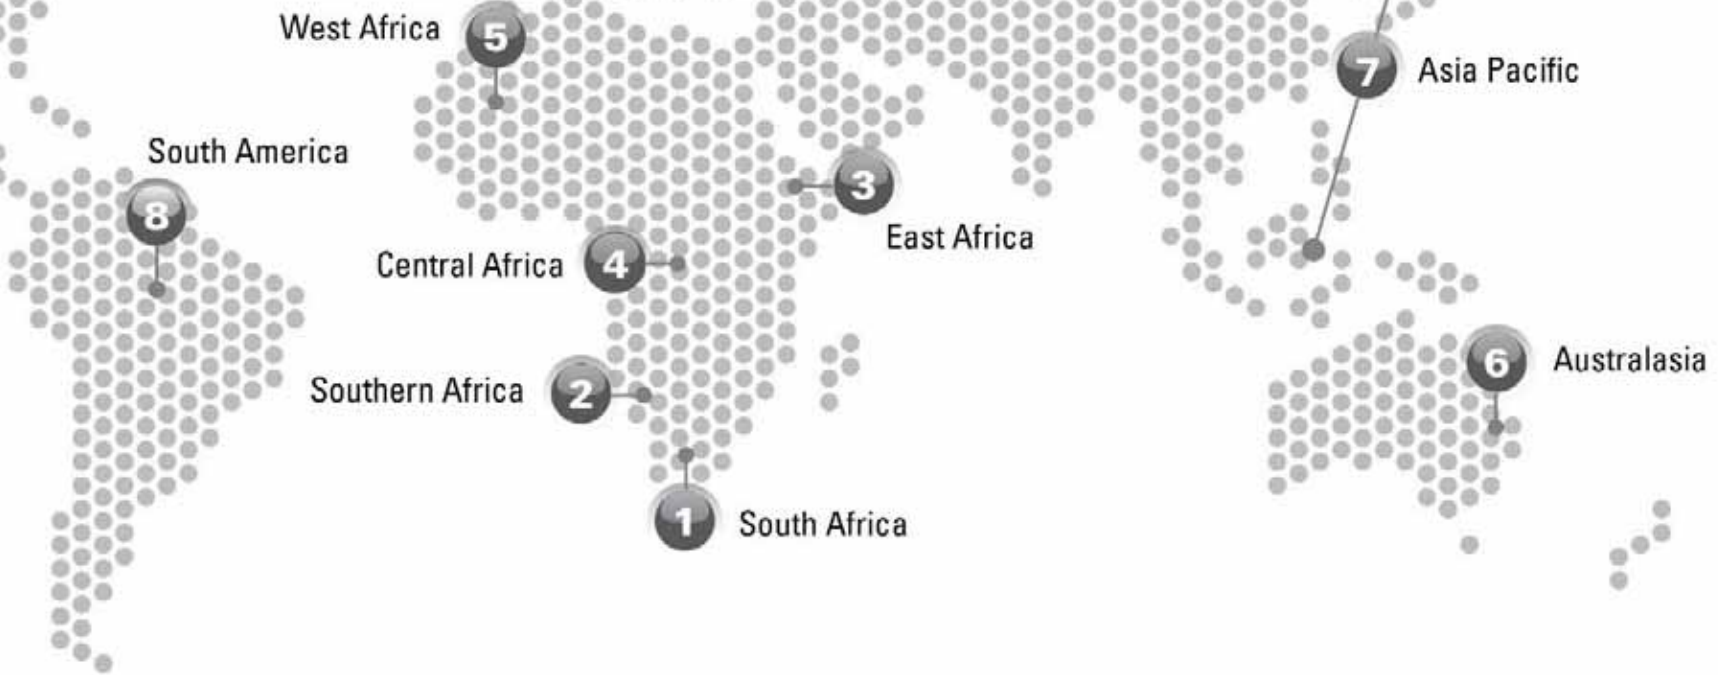 West Africa
5
7
Asia Pacific
South America
8
3
East Africa
Central Africa
4
6
Australasia
Southern Africa
2
1
South Africa